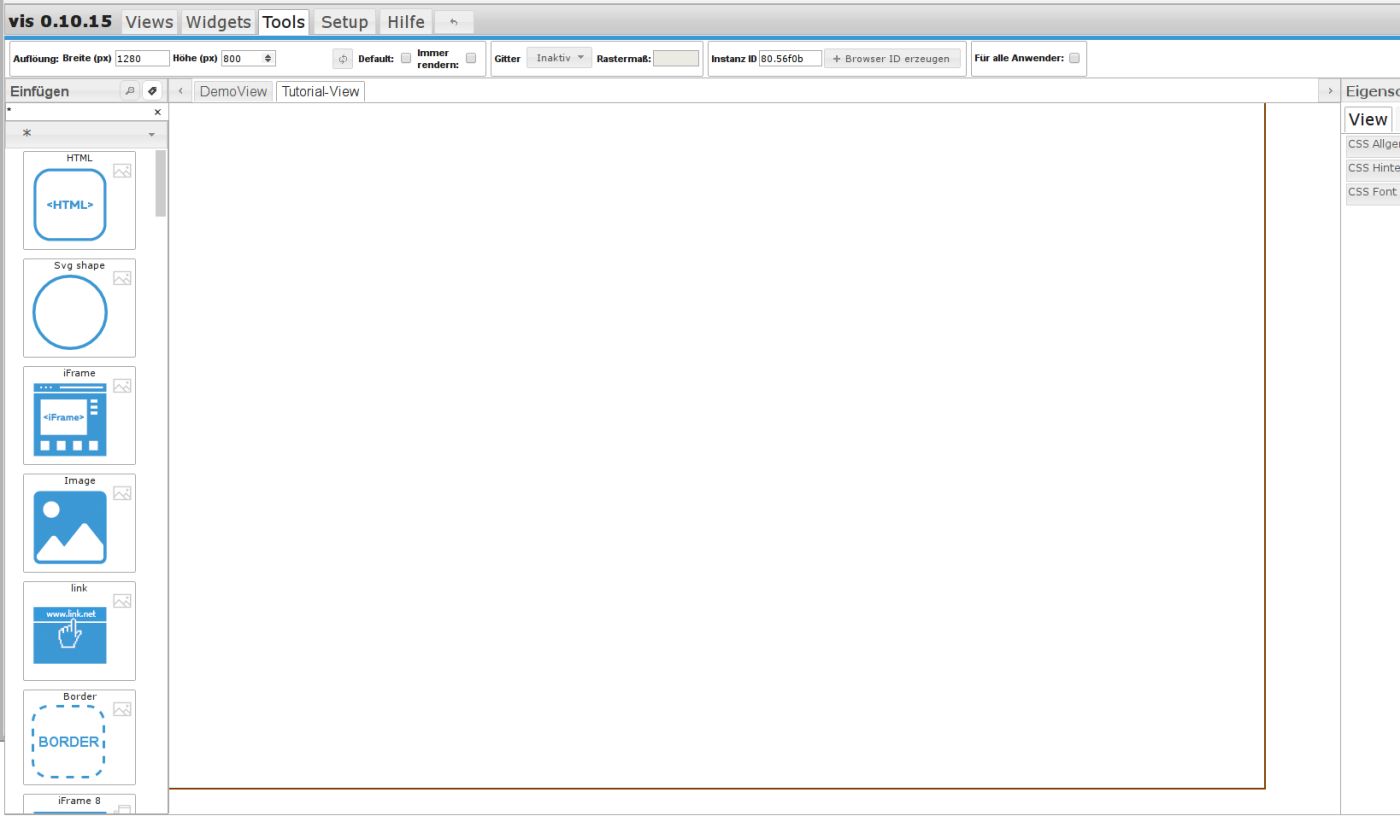 vis 0.10.15 Views Widgets Tools Setup Hilfe
Auflöung: Breite (px) 1280 Höhe (px) 800 Default: Immer rendern: Gitter Inaktiv Rastermaß: Instanz ID 80.56f0b + Browser ID erzeugen Für alle Anwender:
Einfügen DemoView Tutorial-View Eigensc
* ×
* View
CSS Allger
CSS Hinte
CSS Font
HTML
<HTML>
Svg shape
iFrame
<iFrame>
Image
link
www.link.net
Border
BORDER
iFrame 8